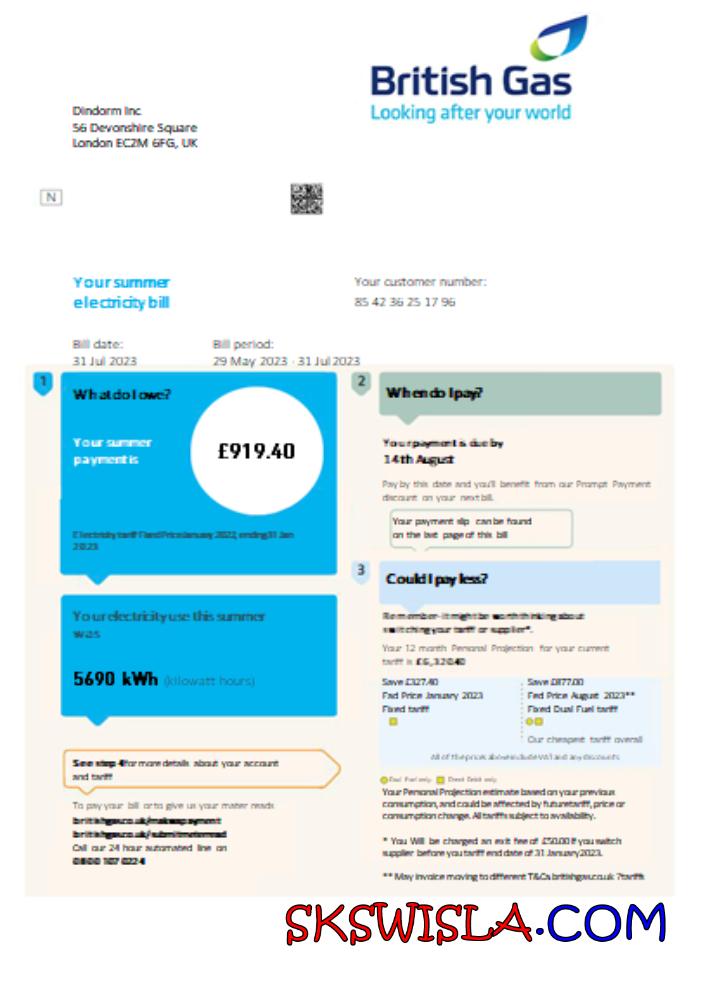 British Gas
Looking after your world
Dindorm Inc
56 Devonshire Square
London EC2M 6FG, UK
N
Your summer
electricity bill
Your customer number:
85 42 36 25 17 96
Bill date:
31 Jul 2023
Bill period:
29 May 2023 - 31 Jul 2023
1
What do I owe?
Your summer
payment is
£919.40
Electricity tariff Fixed Price January 2022, ending 31 Jan
2023
Your electricity use this summer
was
5690 kWh (kilowatt hours)
See step 4 for more details about your account
and tariff
To pay your bill or to give us your mater reads
britishgas.co.uk/makeapayment
britishgas.co.uk/submitmeteread
Call our 24 hour automated line on
0800 107 0224
2
When do I pay?
Your payment is due by
14th August
Pay by this date and you'll benefit from our Prompt Payment
discount on your next bill.
Your payment slip can be found
on the last page of this bill
3
Could I pay less?
Remember - it might be worth thinking about
switching your tariff or supplier*.
Your 12 month Personal Projection for your current
tariff is £6,320.40
Save £327.40
Fad Price January 2023
Fixed tariff
Save £877.00
Fed Price August 2023**
Fixed Dual Fuel tariff
Our cheapest tariff overall
All of the prices above include VAT and any discounts
Dual Fuel only Direct Debit only
Your Personal Projection estimate based on your previous
consumption, and could be affected by future tariff, price or
consumption change. All tariffs subject to availability.
* You Will be charged an exit fee of £50.00 if you switch
supplier before you tariff end date of 31 January 2023.
** May invoice moving to different T&Cs britishgas.co.uk ?tariffs
SKSWISLA.COM